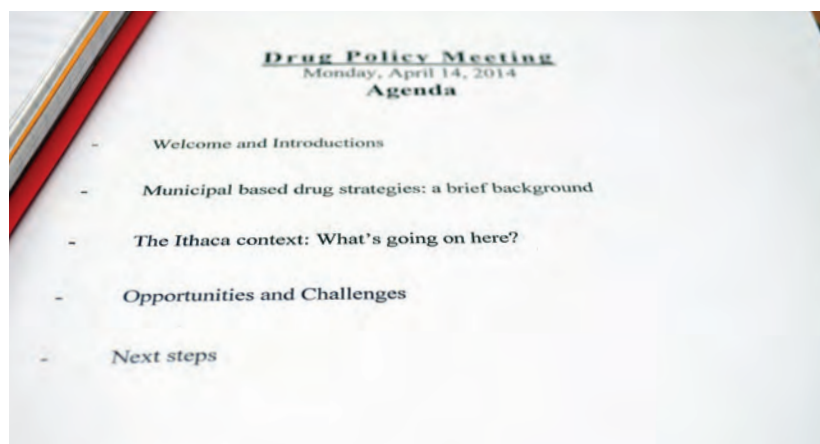 Drug Policy Meeting
Monday, April 14, 2014
Agenda
- Welcome and Introductions
- Municipal based drug strategies: a brief background
- The Ithaca context: What's going on here?
- Opportunities and Challenges
- Next steps